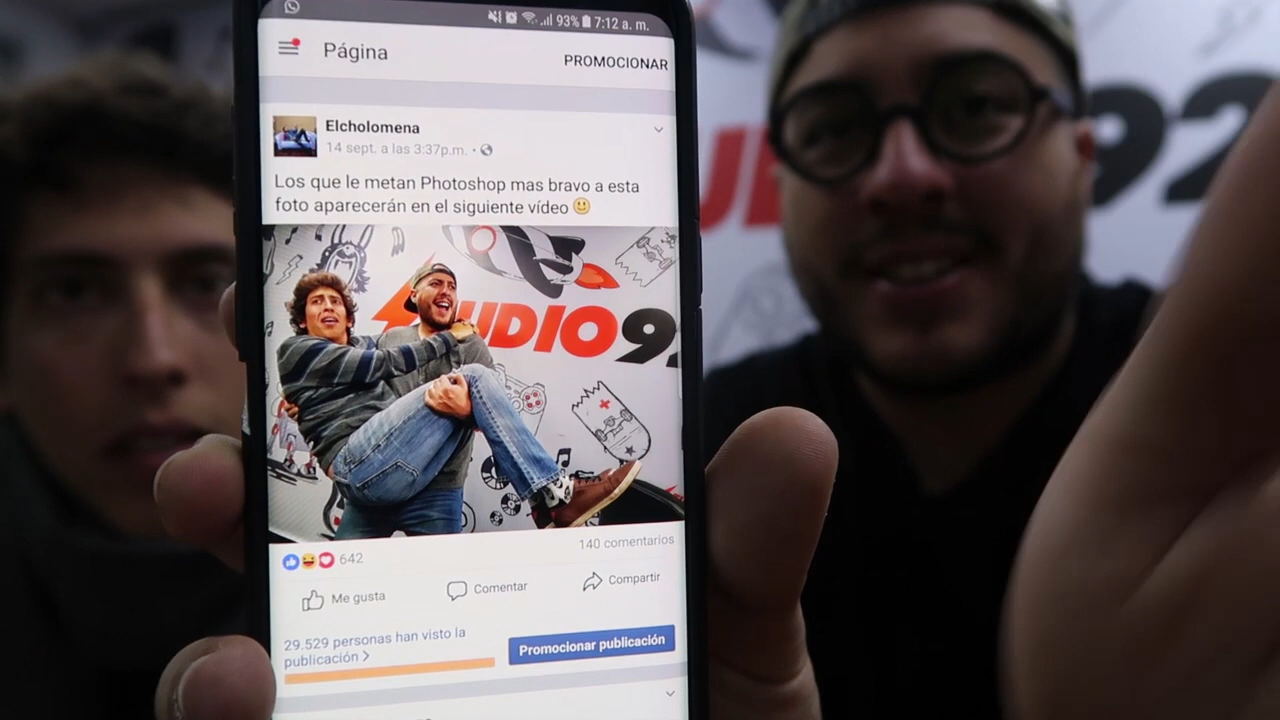 93% 7:12 a. m.
Página
PROMOCIONAR
Elcholomena
14 sept. a las 3:37p.m.
Los que le metan Photoshop mas bravo a esta
foto aparecerán en el siguiente vídeo
UDIO92
642
140 comentarios
Me gusta
Comentar
Compartir
29.529 personas han visto la
publicación >
Promocionar publicación
UDIO 92